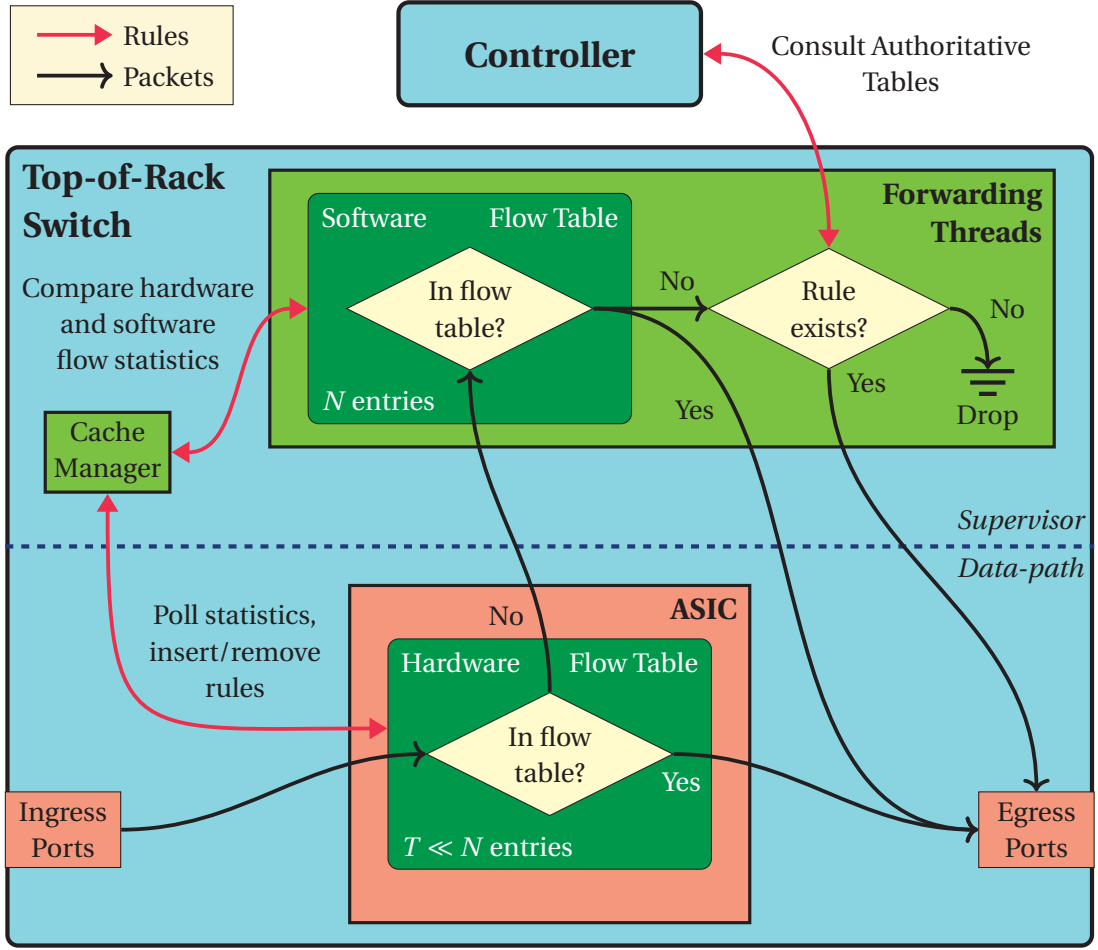 Rules
Packets
Controller
Consult Authoritative
Tables
Top-of-Rack
Switch
Forwarding
Threads
Software Flow Table
In flow
table?
N entries
No
Yes
Rule
exists?
No
Yes
Drop
Compare hardware
and software
flow statistics
Cache
Manager
Supervisor
Data-path
Poll statistics,
insert/remove
rules
ASIC
No
Hardware Flow Table
In flow
table?
Yes
T ≪ N entries
Ingress
Ports
Egress
Ports